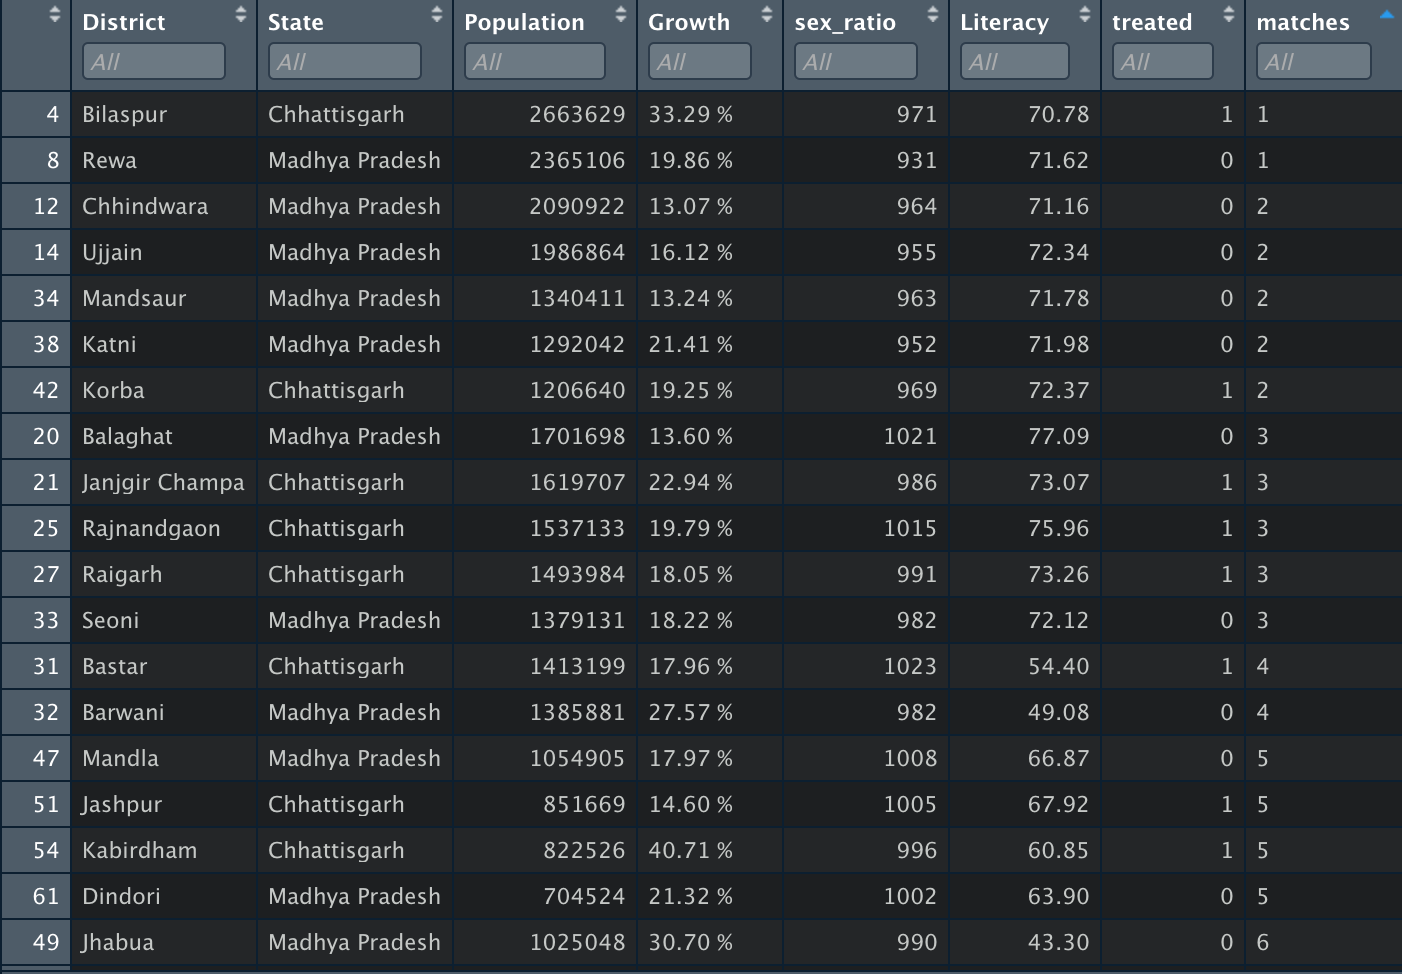 District State Population Growth sex_ratio Literacy treated matches
All All All All All All All All
4 Bilaspur Chhattisgarh 2663629 33.29 % 971 70.78 1 1
8 Rewa Madhya Pradesh 2365106 19.86 % 931 71.62 0 1
12 Chhindwara Madhya Pradesh 2090922 13.07 % 964 71.16 0 2
14 Ujjain Madhya Pradesh 1986864 16.12 % 955 72.34 0 2
34 Mandsaur Madhya Pradesh 1340411 13.24 % 963 71.78 0 2
38 Katni Madhya Pradesh 1292042 21.41 % 952 71.98 0 2
42 Korba Chhattisgarh 1206640 19.25 % 969 72.37 1 2
20 Balaghat Madhya Pradesh 1701698 13.60 % 1021 77.09 0 3
21 Janjgir Champa Chhattisgarh 1619707 22.94 % 986 73.07 1 3
25 Rajnandgaon Chhattisgarh 1537133 19.79 % 1015 75.96 1 3
27 Raigarh Chhattisgarh 1493984 18.05 % 991 73.26 1 3
33 Seoni Madhya Pradesh 1379131 18.22 % 982 72.12 0 3
31 Bastar Chhattisgarh 1413199 17.96 % 1023 54.40 1 4
32 Barwani Madhya Pradesh 1385881 27.57 % 982 49.08 0 4
47 Mandla Madhya Pradesh 1054905 17.97 % 1008 66.87 0 5
51 Jashpur Chhattisgarh 851669 14.60 % 1005 67.92 1 5
54 Kabirdham Chhattisgarh 822526 40.71 % 996 60.85 1 5
61 Dindori Madhya Pradesh 704524 21.32 % 1002 63.90 0 5
49 Jhabua Madhya Pradesh 1025048 30.70 % 990 43.30 0 6